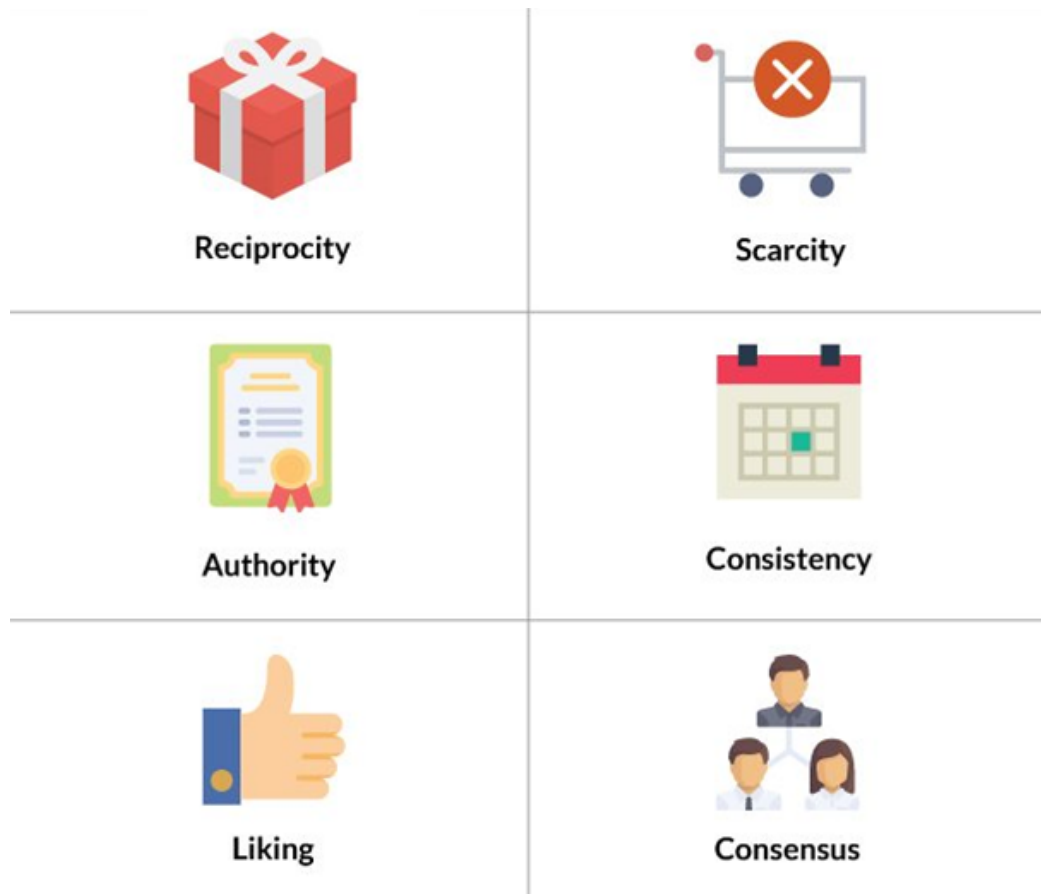 Reciprocity
Scarcity
Authority
Consistency
Liking
Consensus